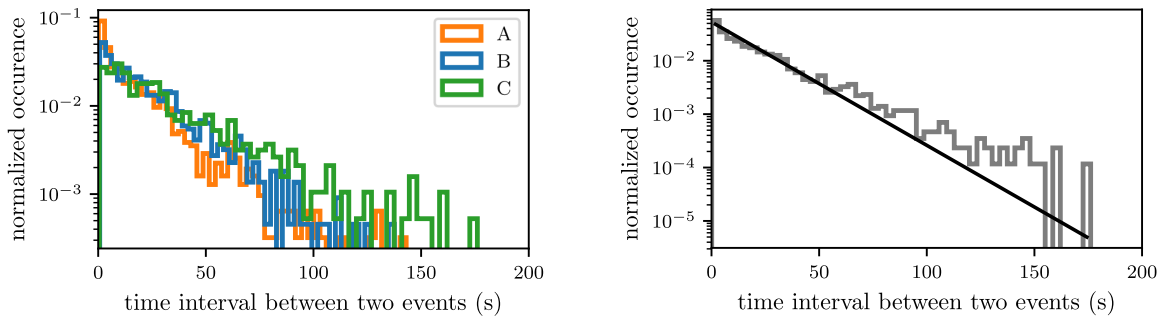 normalized occurence
10⁻¹
10⁻²
10⁻³
A
B
C
0
50
100
150
200
time interval between two events (s)
normalized occurence
10⁻²
10⁻³
10⁻⁴
10⁻⁵
0
50
100
150
200
time interval between two events (s)